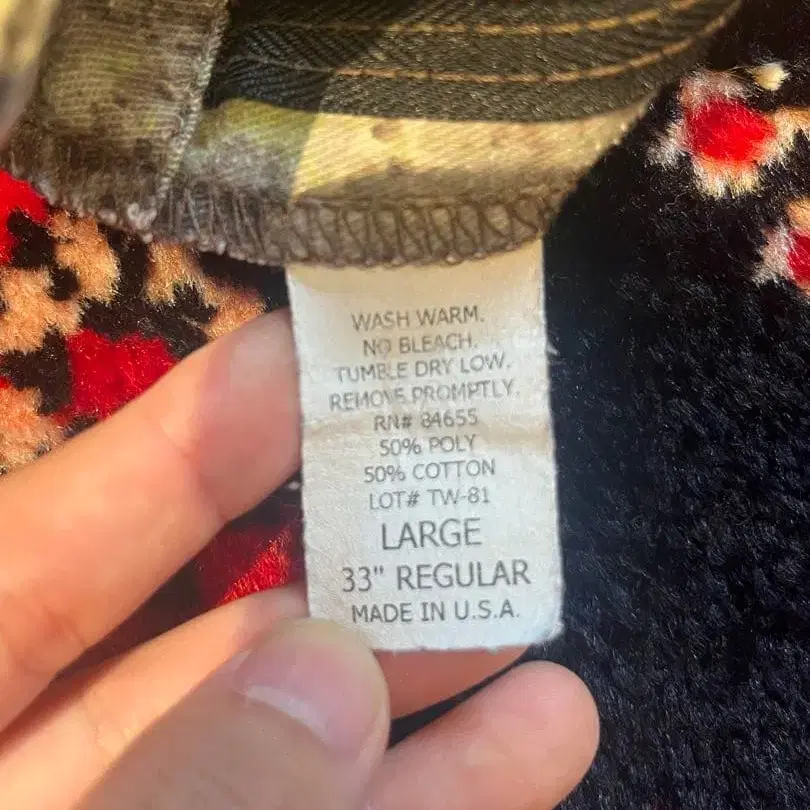 WASH WARM.
NO BLEACH.
TUMBLE DRY LOW.
REMOVE PROMPTLY.
RN# 84655
50% POLY
50% COTTON
LOT# TW-81
LARGE
33" REGULAR
MADE IN U.S.A.